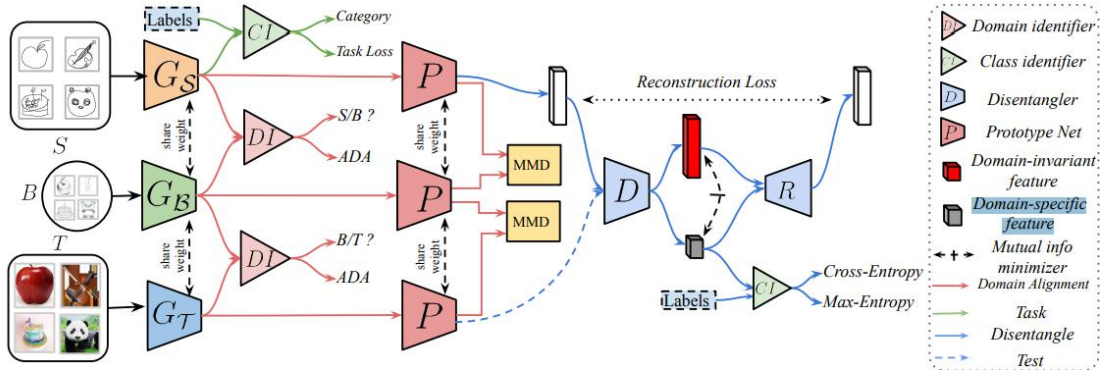 Labels
CI
Category
Task Loss
G_S
P
Reconstruction Loss
S
share weight
DI
S/B ?
ADA
share weight
MMD
B
G_B
P
MMD
D
R
T
share weight
DI
B/T ?
ADA
share weight
G_T
P
Labels
CI
Cross-Entropy
Max-Entropy
DI
Domain identifier
CI
Class identifier
D
Disentangler
P
Prototype Net
Domain-invariant
feature
Domain-specific
feature
Mutual info
minimizer
Domain Alignment
Task
Disentangle
Test